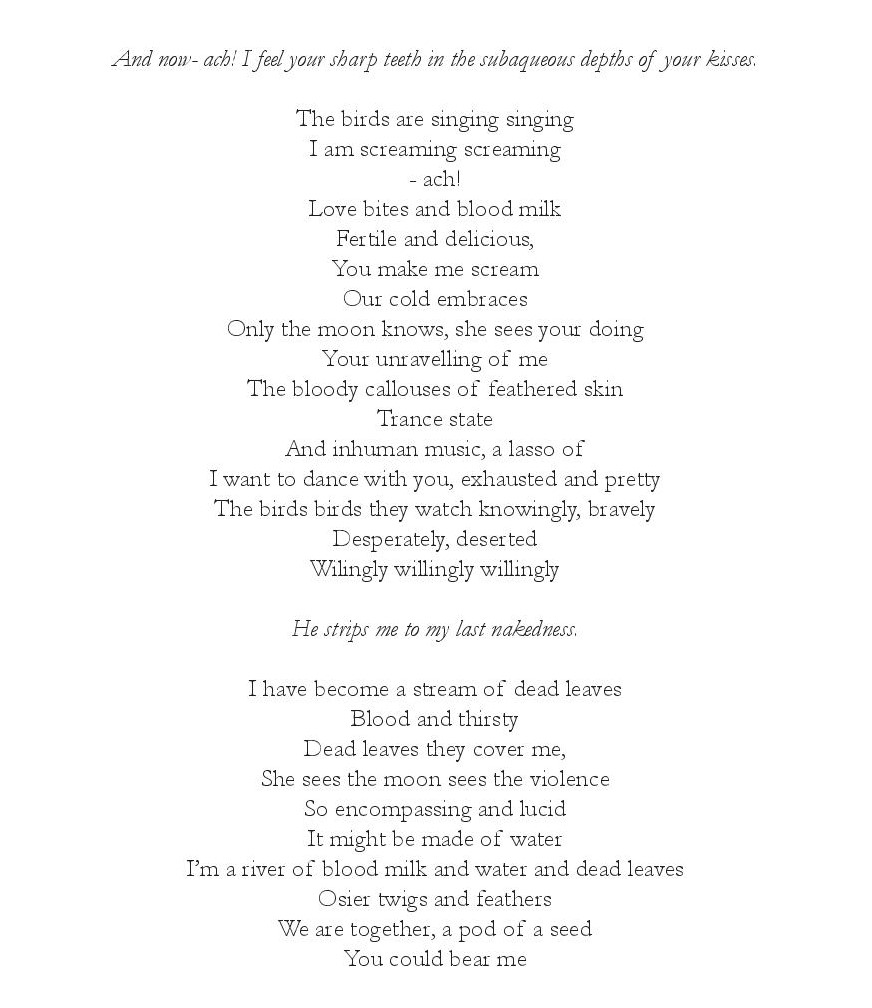 And now- ach! I feel your sharp teeth in the subaqueous depths of your kisses.
The birds are singing singing
I am screaming screaming
- ach!
Love bites and blood milk
Fertile and delicious,
You make me scream
Our cold embraces
Only the moon knows, she sees your doing
Your unravelling of me
The bloody callouses of feathered skin
Trance state
And inhuman music, a lasso of
I want to dance with you, exhausted and pretty
The birds birds they watch knowingly, bravely
Desperately, deserted
Wilingly willingly willingly
He strips me to my last nakedness.
I have become a stream of dead leaves
Blood and thirsty
Dead leaves they cover me,
She sees the moon sees the violence
So encompassing and lucid
It might be made of water
I'm a river of blood milk and water and dead leaves
Osier twigs and feathers
We are together, a pod of a seed
You could bear me